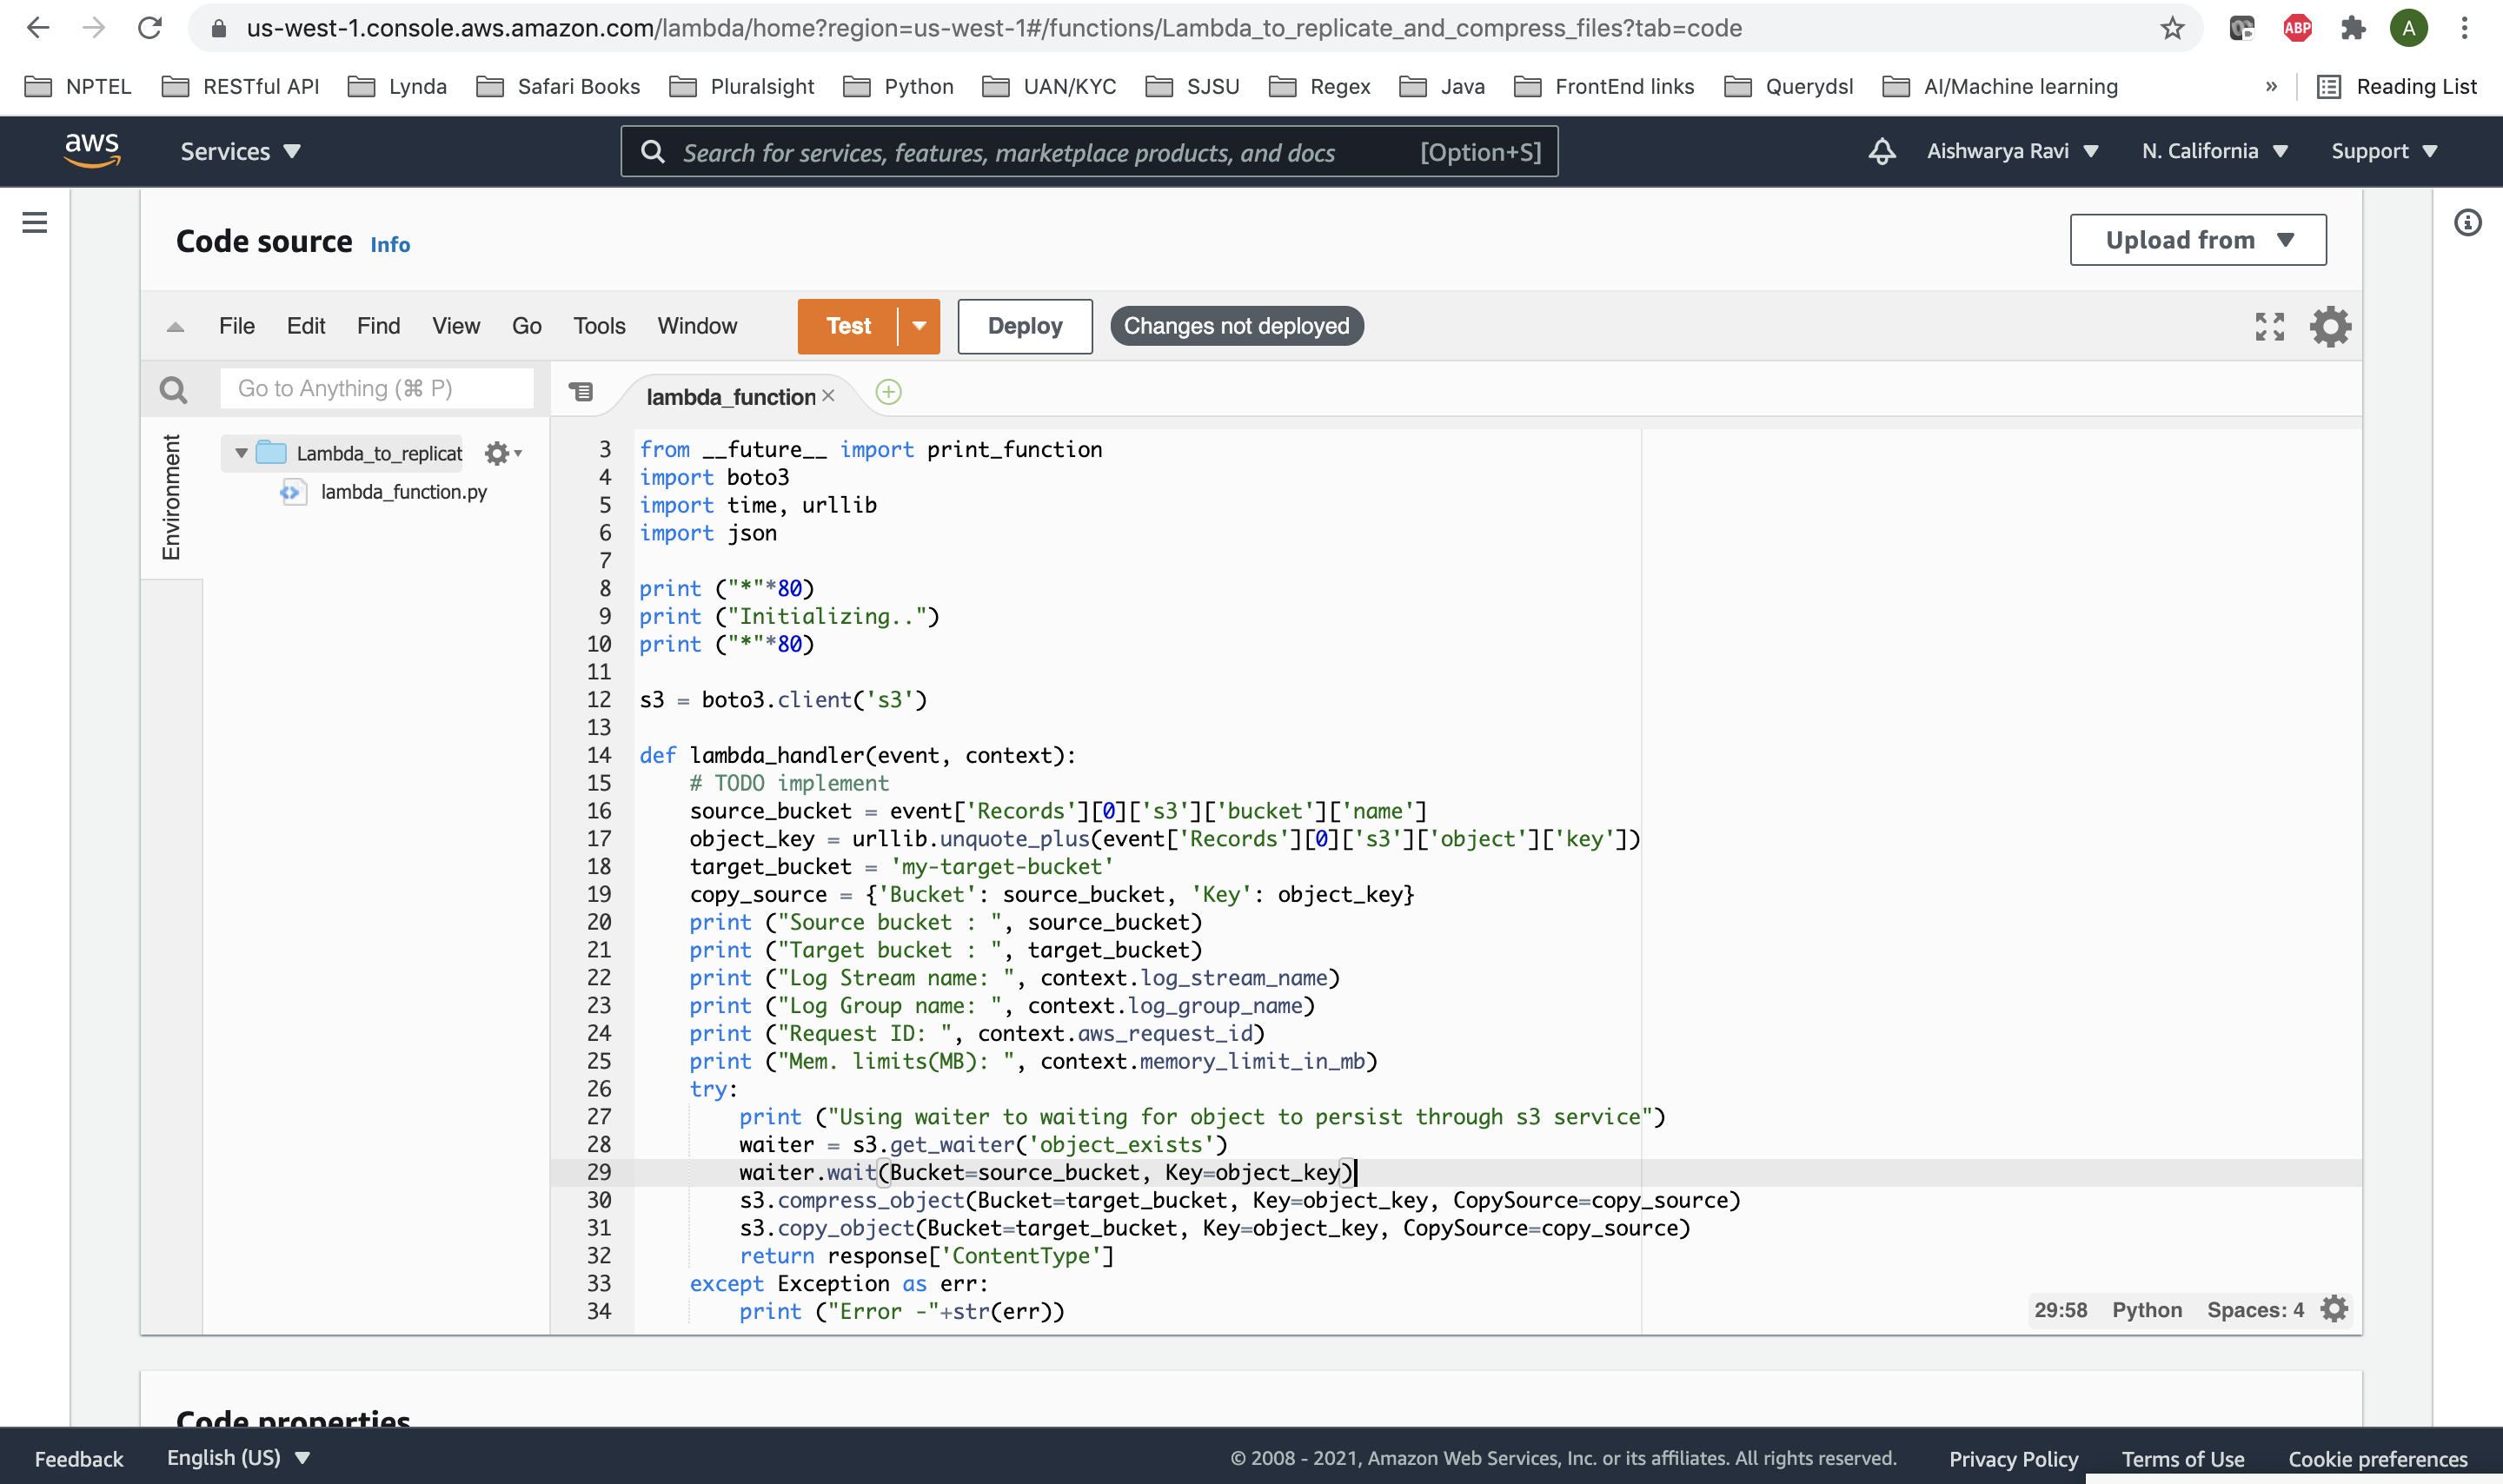 us-west-1.console.aws.amazon.com/lambda/home?region=us-west-1#/functions/Lambda_to_replicate_and_compress_files?tab=code
ABP
A
NPTEL RESTful API Lynda Safari Books Pluralsight Python UAN/KYC SJSU Regex Java FrontEnd links Querydsl AI/Machine learning » Reading List
aws Services Search for services, features, marketplace products, and docs [Option+S] Aishwarya Ravi N. California Support
Code source Info
Upload from
File Edit Find View Go Tools Window Test Deploy Changes not deployed
Go to Anything (⌘ P)
lambda_function
Environment
Lambda_to_replicat
lambda_function.py
3 from __future__ import print_function
4 import boto3
5 import time, urllib
6 import json
7
8 print ("*"*80)
9 print ("Initializing..")
10 print ("*"*80)
11
12 s3 = boto3.client('s3')
13
14 def lambda_handler(event, context):
15     # TODO implement
16     source_bucket = event['Records'][0]['s3']['bucket']['name']
17     object_key = urllib.unquote_plus(event['Records'][0]['s3']['object']['key'])
18     target_bucket = 'my-target-bucket'
19     copy_source = {'Bucket': source_bucket, 'Key': object_key}
20     print ("Source bucket : ", source_bucket)
21     print ("Target bucket : ", target_bucket)
22     print ("Log Stream name: ", context.log_stream_name)
23     print ("Log Group name: ", context.log_group_name)
24     print ("Request ID: ", context.aws_request_id)
25     print ("Mem. limits(MB): ", context.memory_limit_in_mb)
26     try:
27         print ("Using waiter to waiting for object to persist through s3 service")
28         waiter = s3.get_waiter('object_exists')
29         waiter.wait(Bucket=source_bucket, Key=object_key)
30         s3.compress_object(Bucket=target_bucket, Key=object_key, CopySource=copy_source)
31         s3.copy_object(Bucket=target_bucket, Key=object_key, CopySource=copy_source)
32         return response['ContentType']
33     except Exception as err:
34         print ("Error -"+str(err))
29:58 Python Spaces: 4
Code properties
Feedback English (US) © 2008 - 2021, Amazon Web Services, Inc. or its affiliates. All rights reserved. Privacy Policy Terms of Use Cookie preferences